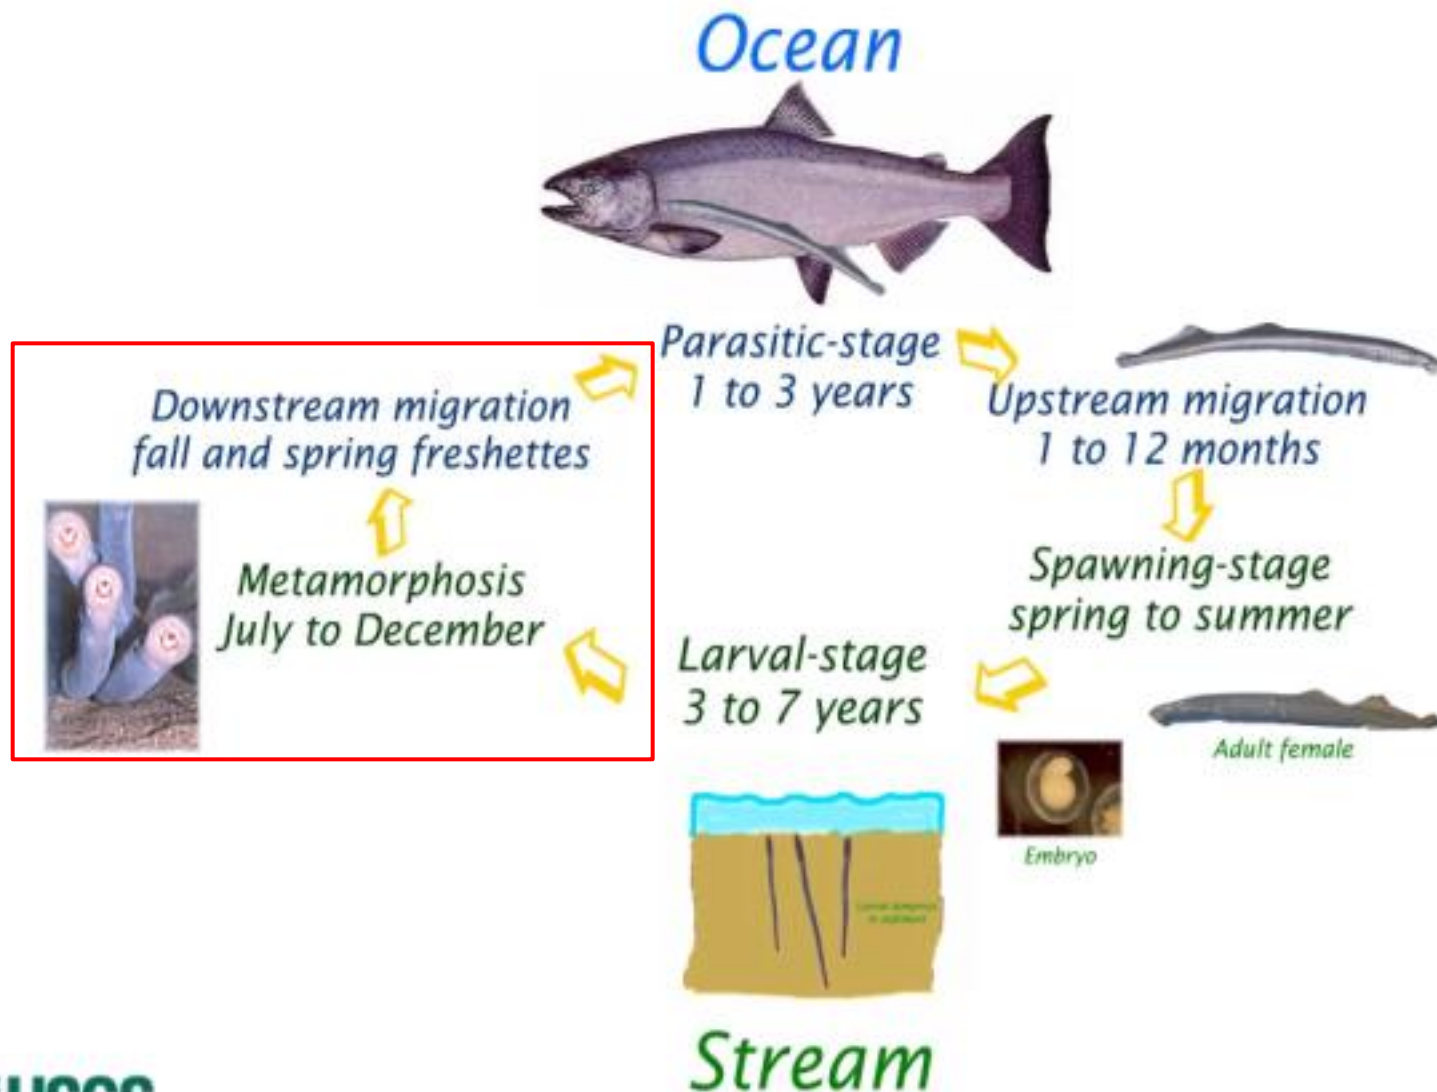 Ocean
Parasitic-stage
1 to 3 years
Upstream migration
1 to 12 months
Spawning-stage
spring to summer
Adult female
Embryo
Larval-stage
3 to 7 years
Metamorphosis
July to December
Downstream migration
fall and spring freshettes
Stream